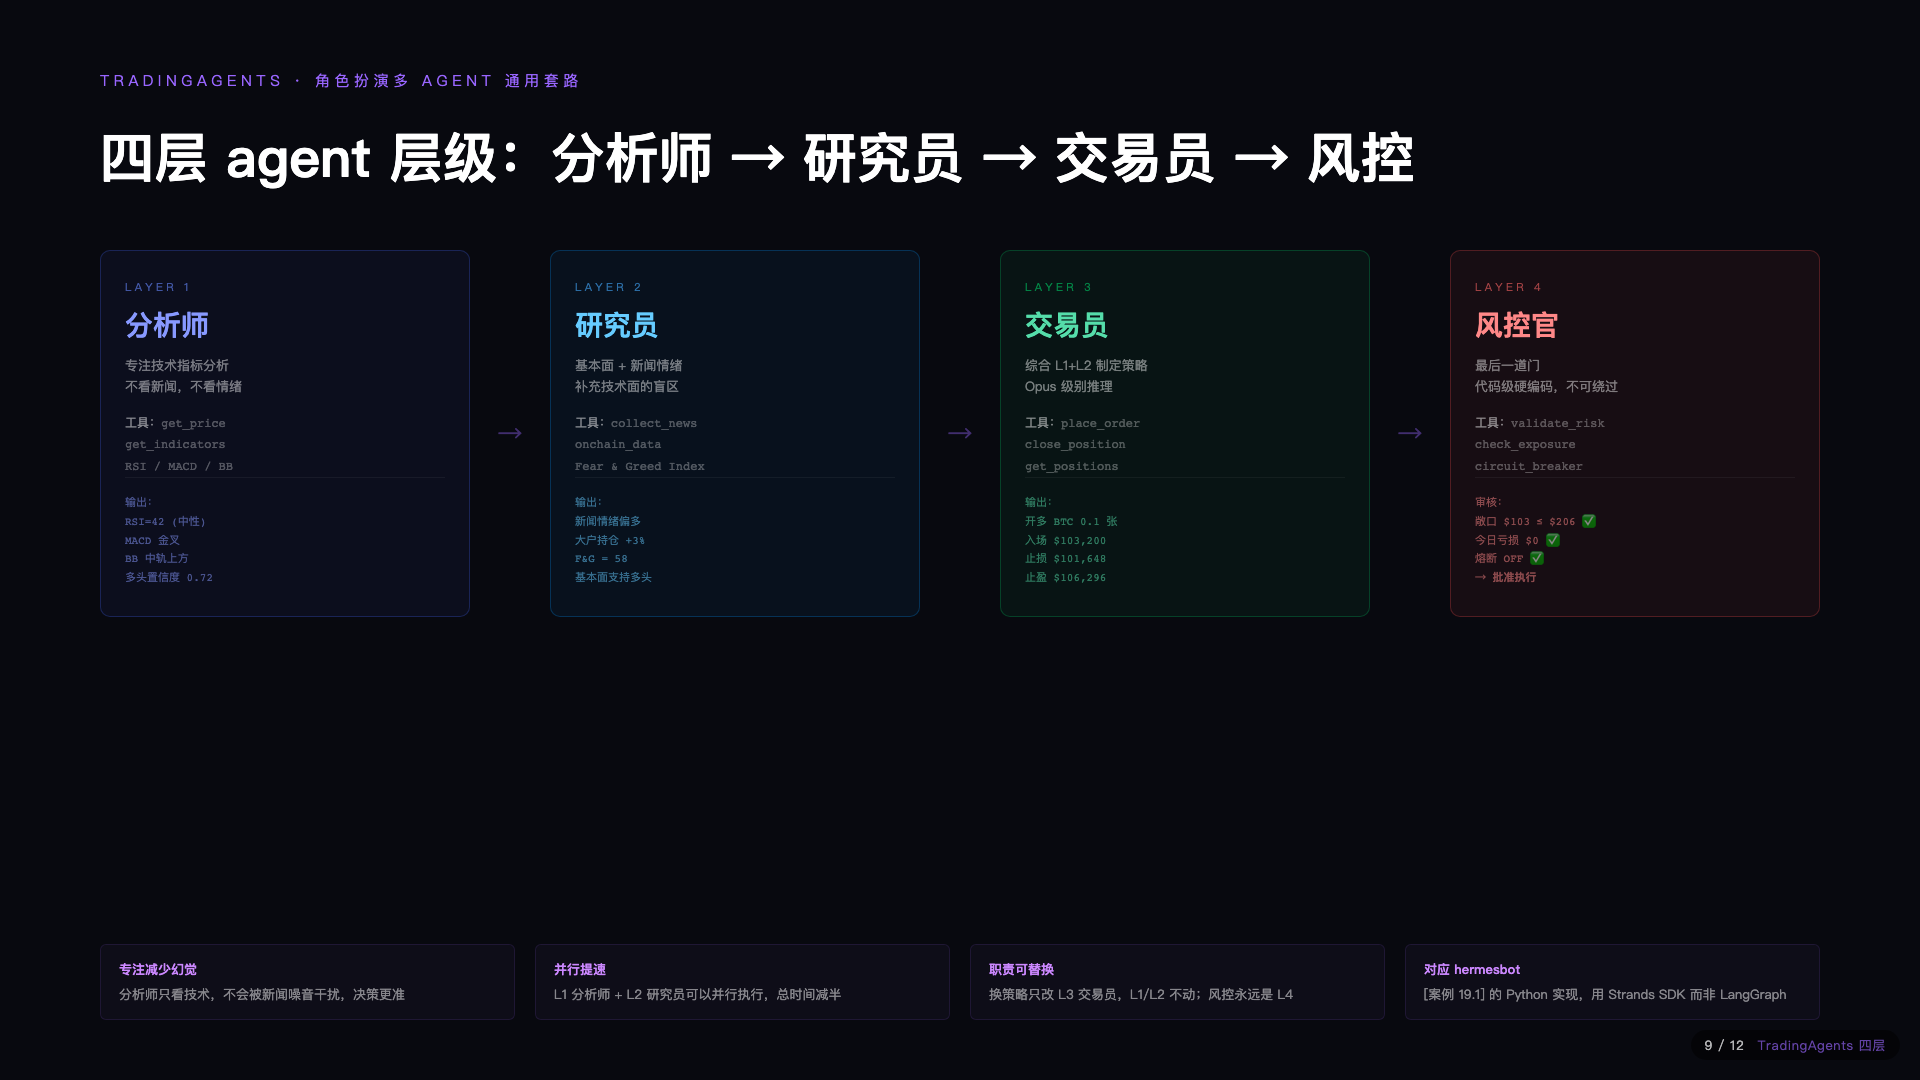 TRADINGAGENTS · 角色扮演多 AGENT 通用套路
四层 agent 层级：分析师 → 研究员 → 交易员 → 风控
LAYER 1
分析师
专注技术指标分析
不看新闻，不看情绪
工具：get_price
get_indicators
RSI / MACD / BB
输出：
RSI=42 (中性)
MACD 金叉
BB 中轨上方
多头置信度 0.72
→
LAYER 2
研究员
基本面 + 新闻情绪
补充技术面的盲区
工具：collect_news
onchain_data
Fear & Greed Index
输出：
新闻情绪偏多
大户持仓 +3%
F&G = 58
基本面支持多头
→
LAYER 3
交易员
综合 L1+L2 制定策略
Opus 级别推理
工具：place_order
close_position
get_positions
输出：
开多 BTC 0.1 张
入场 $103,200
止损 $101,648
止盈 $106,296
→
LAYER 4
风控官
最后一道门
代码级硬编码，不可绕过
工具：validate_risk
check_exposure
circuit_breaker
审核：
敞口 $103 ≤ $206 ✅
今日亏损 $0 ✅
熔断 OFF ✅
→ 批准执行
专注减少幻觉
分析师只看技术，不会被新闻噪音干扰，决策更准
并行提速
L1 分析师 + L2 研究员可以并行执行，总时间减半
职责可替换
换策略只改 L3 交易员，L1/L2 不动；风控永远是 L4
对应 hermesbot
[案例 19.1] 的 Python 实现，用 Strands SDK 而非 LangGraph
9 / 12 TradingAgents 四层